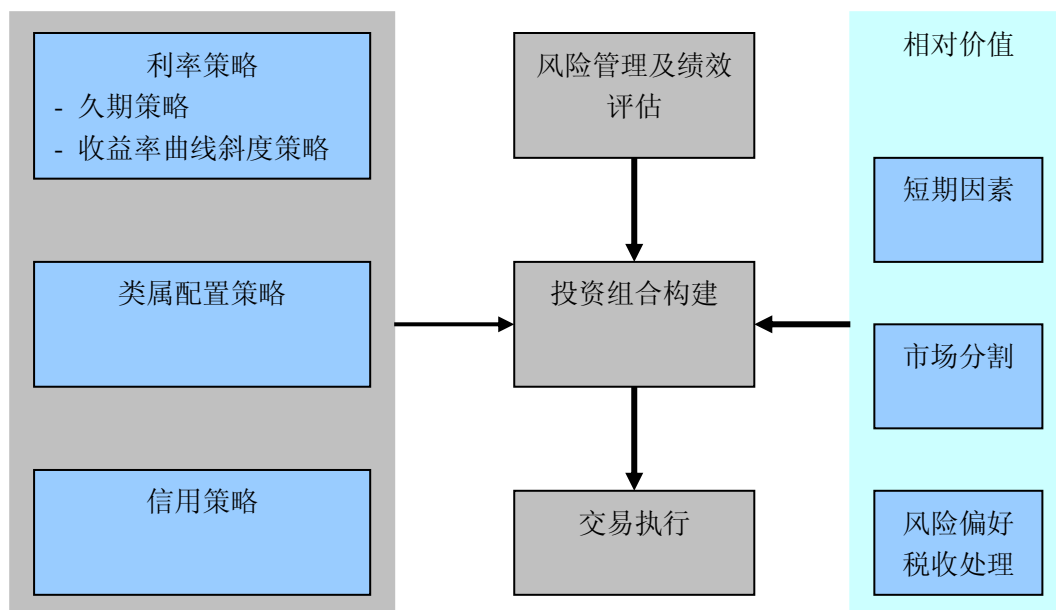 利率策略
- 久期策略
- 收益率曲线斜度策略
类属配置策略
信用策略
风险管理及绩效
评估
投资组合构建
交易执行
相对价值
短期因素
市场分割
风险偏好
税收处理